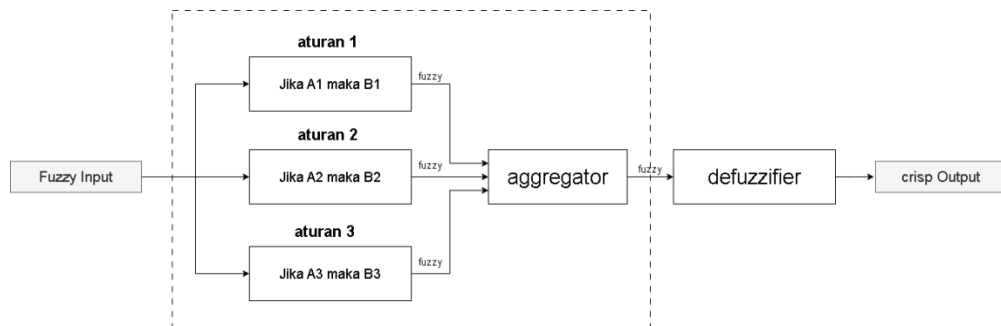 aturan 1
Jika A1 maka B1
fuzzy
aturan 2
Fuzzy Input
Jika A2 maka B2
fuzzy
aggregator
fuzzy
defuzzifier
crisp Output
aturan 3
Jika A3 maka B3
fuzzy